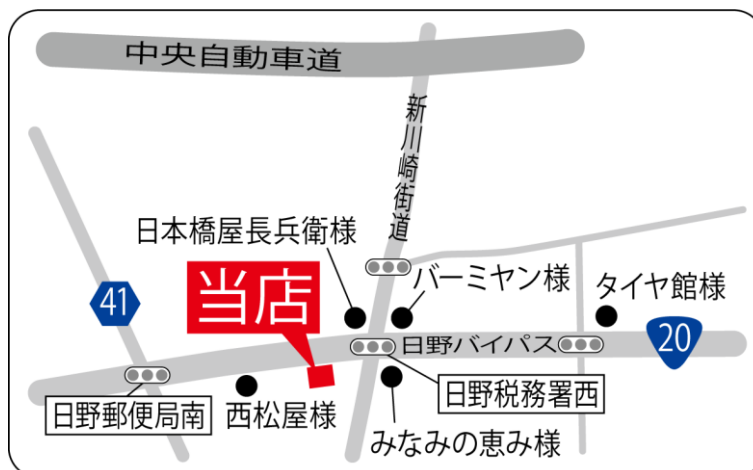 中央自動車道
新川崎街道
日本橋屋長兵衛様
バーミヤン様
タイヤ館様
41
当店
日野バイパス
20
日野郵便局南
西松屋様
日野税務署西
みなみの恵み様